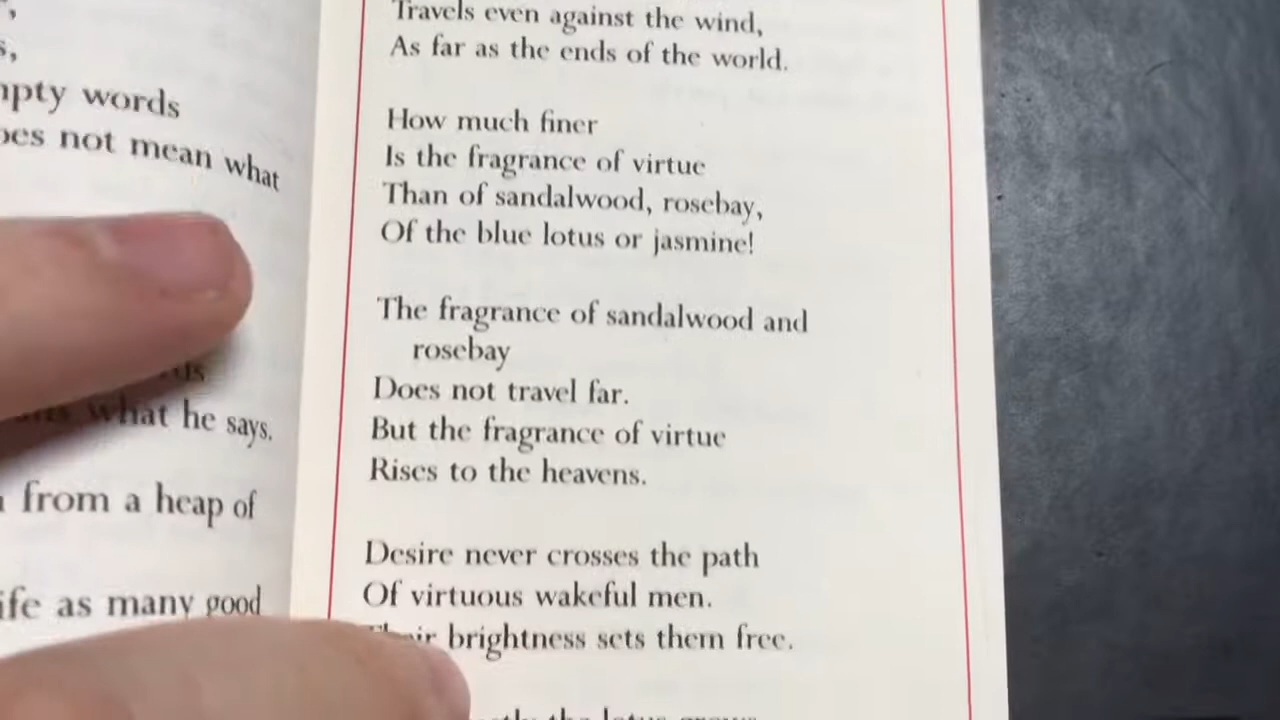 mpty words
oes not mean what
what he says.
from a heap of
ife as many good
Travels even against the wind,
As far as the ends of the world.
How much finer
Is the fragrance of virtue
Than of sandalwood, rosebay,
Of the blue lotus or jasmine!
The fragrance of sandalwood and
rosebay
Does not travel far.
But the fragrance of virtue
Rises to the heavens.
Desire never crosses the path
Of virtuous wakeful men.
Their brightness sets them free.
the lotus grows